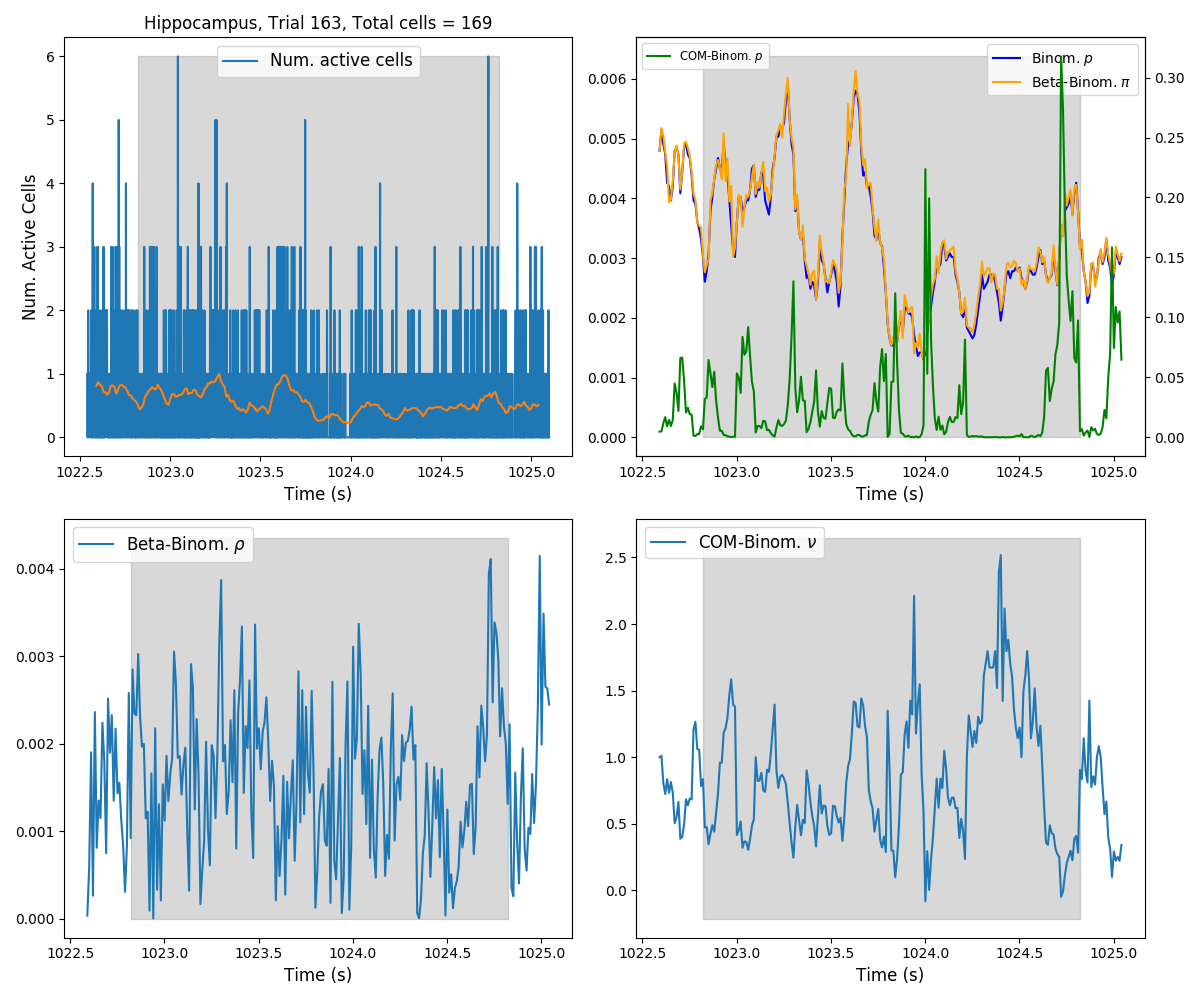 Hippocampus, Trial 163, Total cells = 169
Num. active cells
Num. Active Cells
6
5
4
3
2
1
0
1022.5 1023.0 1023.5 1024.0 1024.5 1025.0
Time (s)
COM-Binom. p
Binom. p
Beta-Binom. π
0.006
0.005
0.004
0.003
0.002
0.001
0.000
0.30
0.25
0.20
0.15
0.10
0.05
0.00
1022.5 1023.0 1023.5 1024.0 1024.5 1025.0
Time (s)
Beta-Binom. ρ
0.004
0.003
0.002
0.001
0.000
1022.5 1023.0 1023.5 1024.0 1024.5 1025.0
Time (s)
COM-Binom. ν
2.5
2.0
1.5
1.0
0.5
0.0
1022.5 1023.0 1023.5 1024.0 1024.5 1025.0
Time (s)